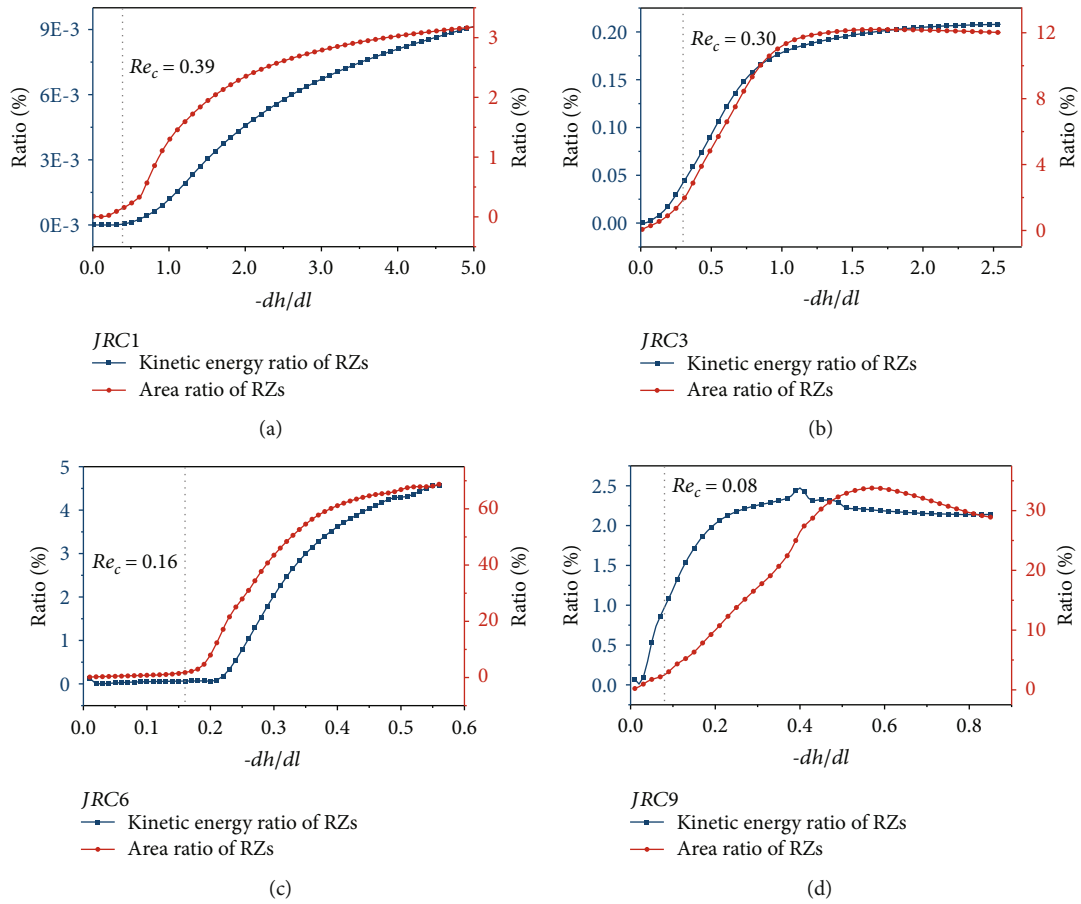 9E-3
6E-3
3E-3
0E-3
Ratio (%)
Re_c = 0.39
3
2
1
0
Ratio (%)
0.0 1.0 2.0 3.0 4.0 5.0
-dh/dl
JRC1
Kinetic energy ratio of RZs
Area ratio of RZs
(a)
0.20
0.15
0.10
0.05
0.00
Ratio (%)
Re_c = 0.30
12
8
4
0
Ratio (%)
0.0 0.5 1.0 1.5 2.0 2.5
-dh/dl
JRC3
Kinetic energy ratio of RZs
Area ratio of RZs
(b)
5
4
3
2
1
0
Ratio (%)
Re_c = 0.16
60
40
20
0
Ratio (%)
0.0 0.1 0.2 0.3 0.4 0.5 0.6
-dh/dl
JRC6
Kinetic energy ratio of RZs
Area ratio of RZs
(c)
2.5
2.0
1.5
1.0
0.5
0.0
Ratio (%)
Re_c = 0.08
30
20
10
0
Ratio (%)
0.0 0.2 0.4 0.6 0.8
-dh/dl
JRC9
Kinetic energy ratio of RZs
Area ratio of RZs
(d)